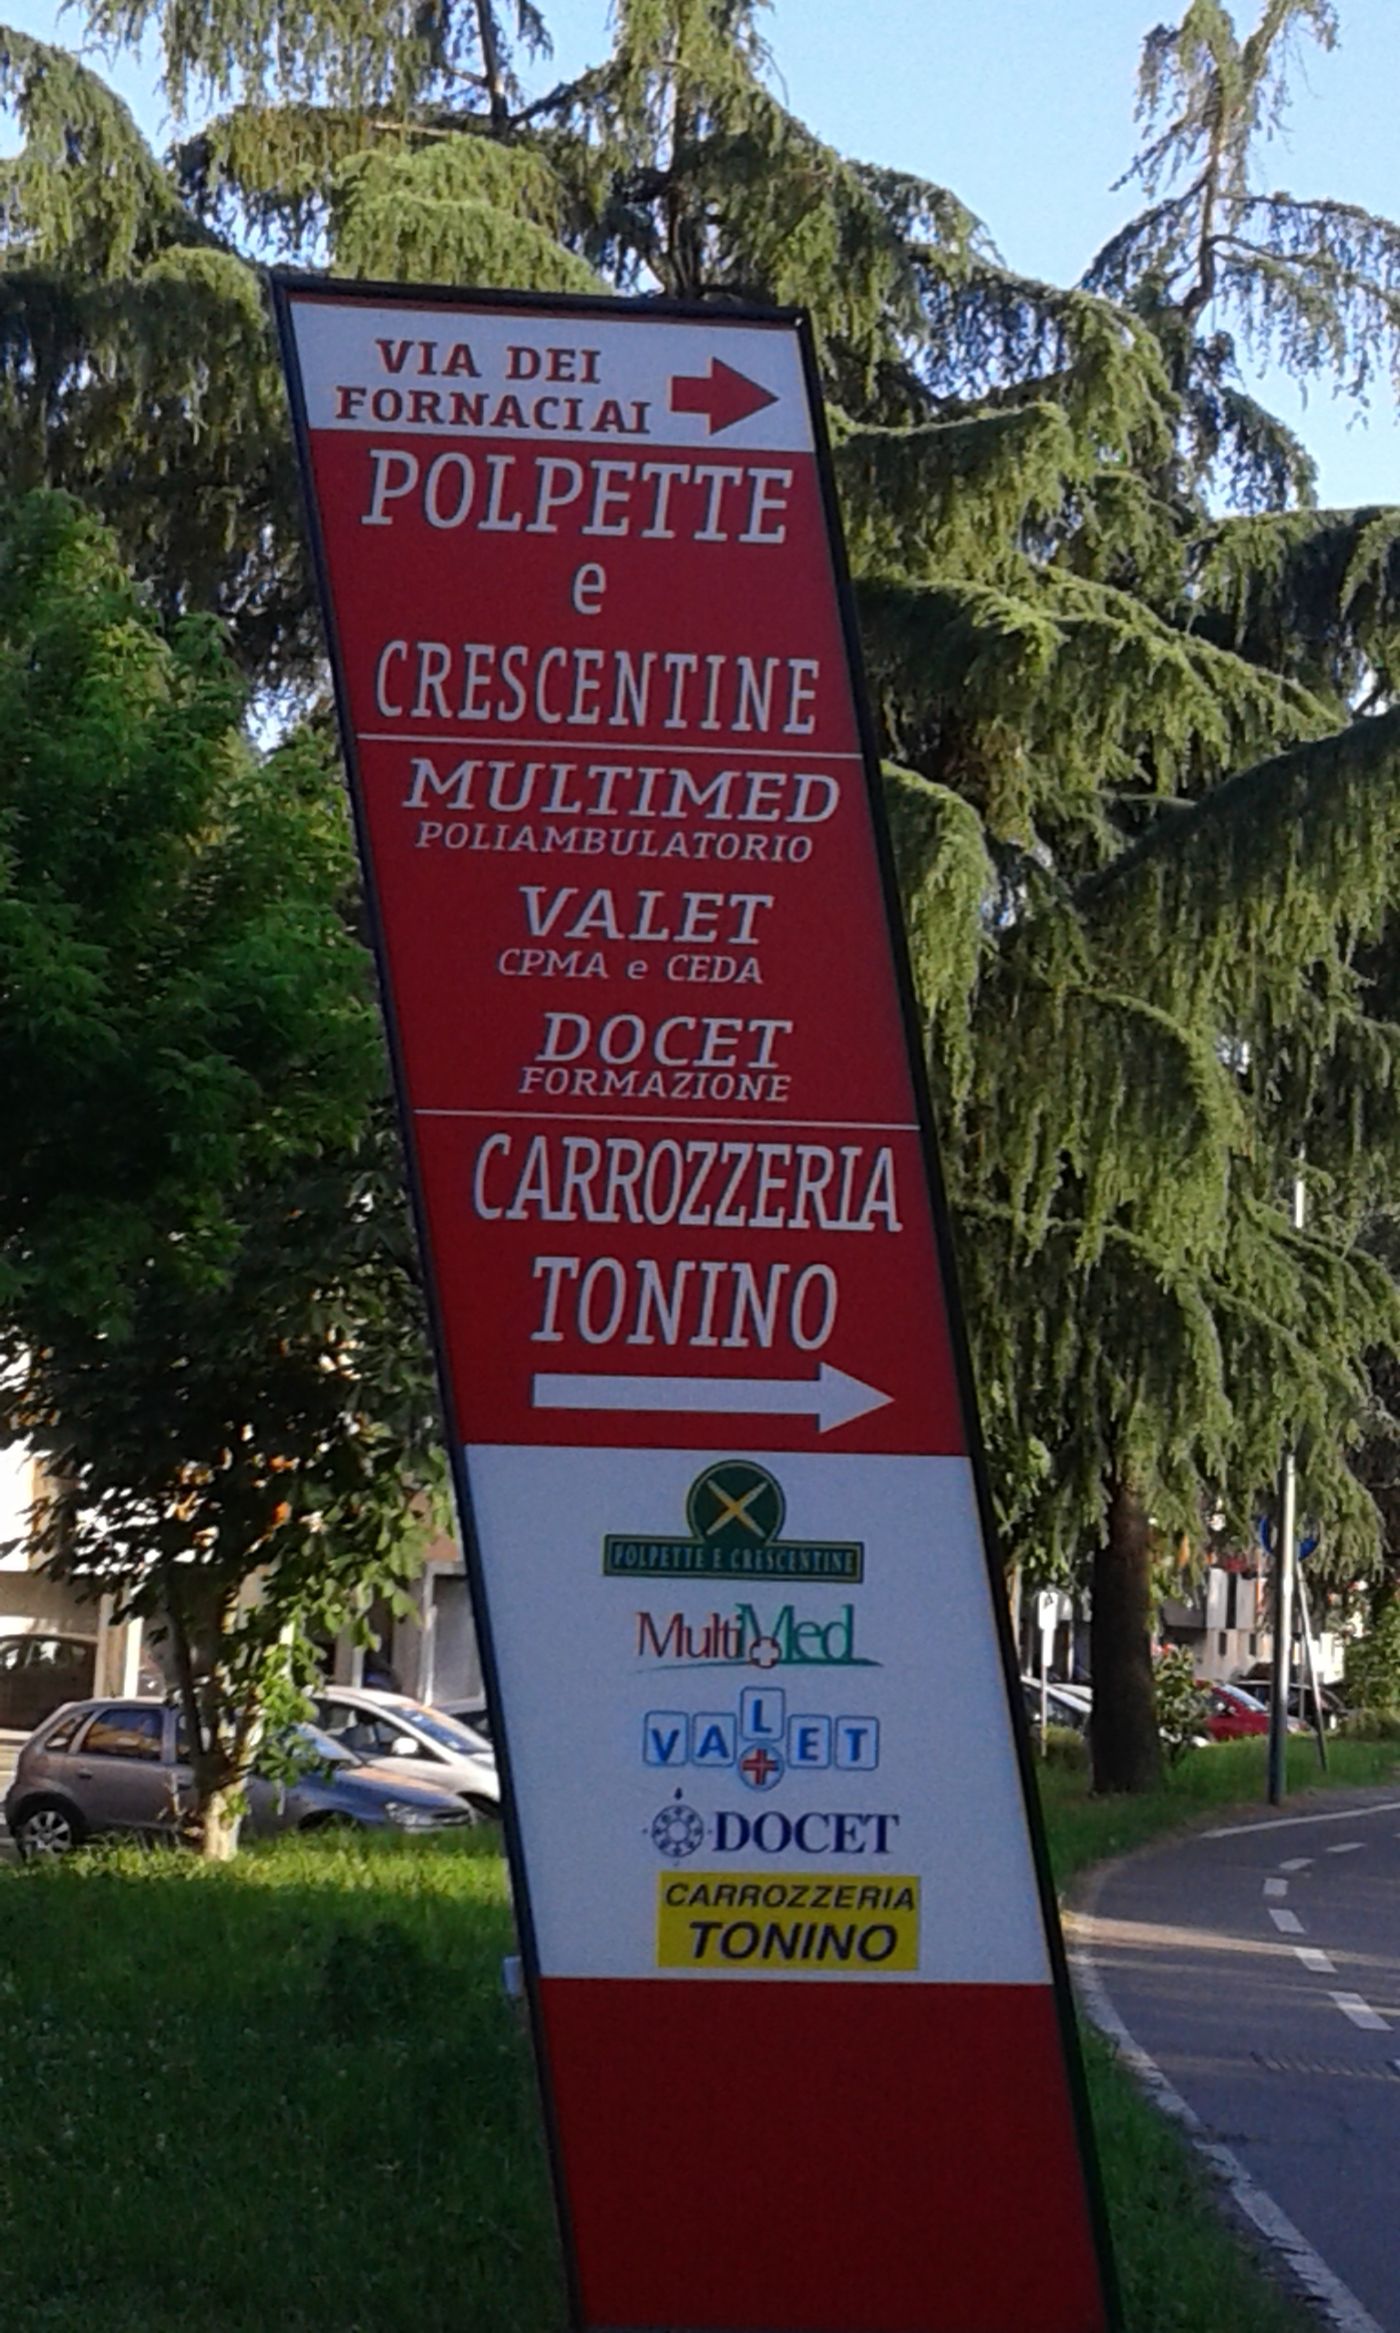 VIA DEI
FORNACIAI
POLPETTE
e
CRESCENTINE
MULTIMED
POLIAMBULATORIO
VALET
CPMA e CEDA
DOCET
FORMAZIONE
CARROZZERIA
TONINO
POLPETTE E CRESCENTINE
MultiMed
VALET
DOCET
CARROZZERIA
TONINO